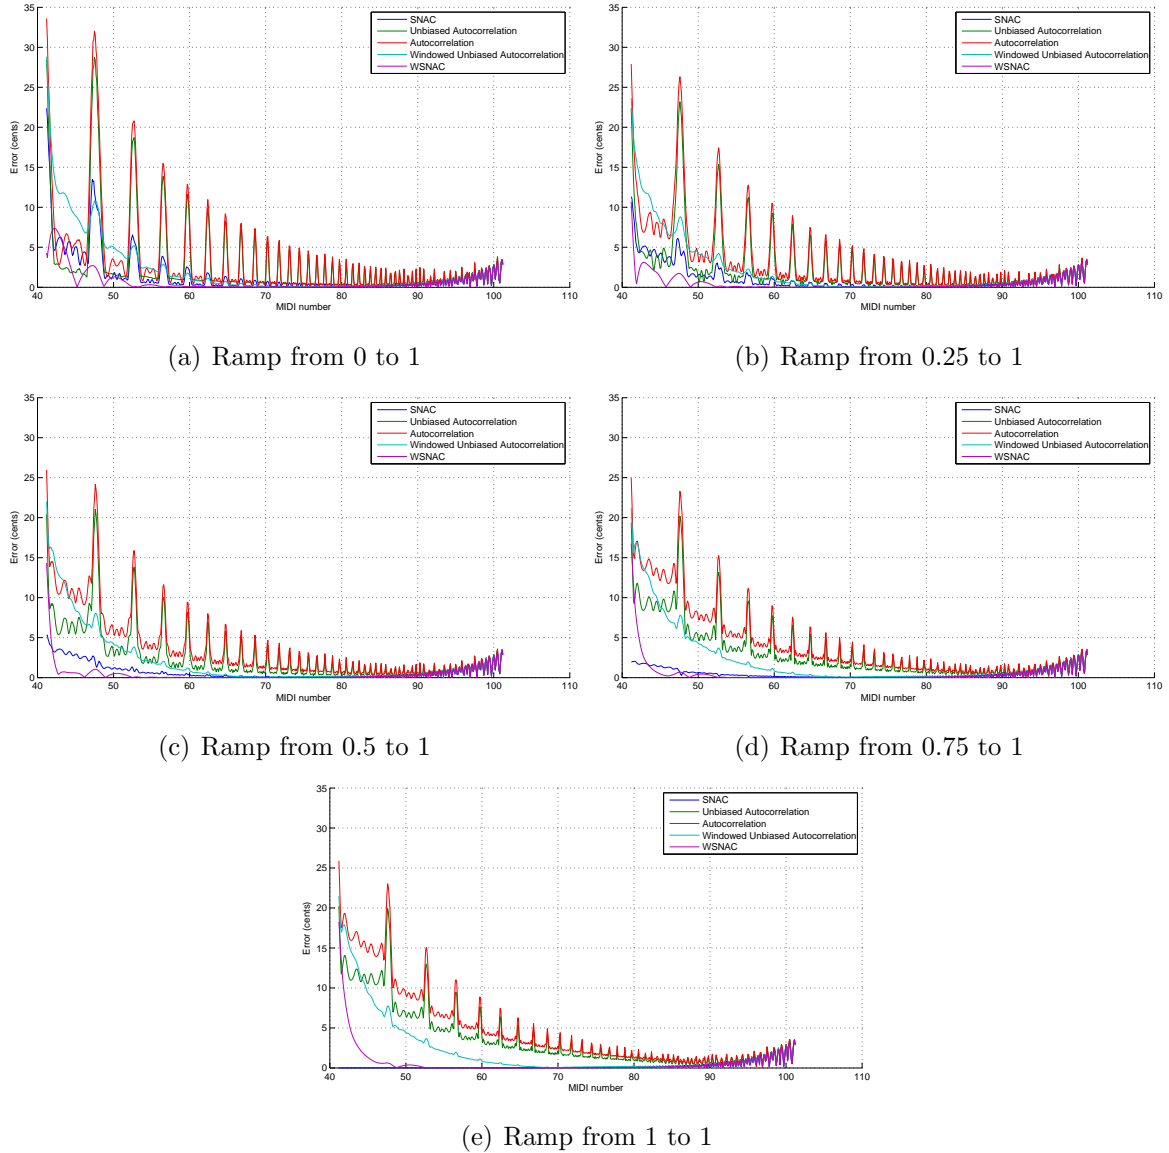 35
30
25
20
15
10
5
0
Error (cents)
40 50 60 70 80 90 100 110
MIDI number
SNAC
Unbiased Autocorrelation
Autocorrelation
Windowed Unbiased Autocorrelation
WSNAC
(a) Ramp from 0 to 1
35
30
25
20
15
10
5
0
Error (cents)
40 50 60 70 80 90 100 110
MIDI number
SNAC
Unbiased Autocorrelation
Autocorrelation
Windowed Unbiased Autocorrelation
WSNAC
(b) Ramp from 0.25 to 1
35
30
25
20
15
10
5
0
Error (cents)
40 50 60 70 80 90 100 110
MIDI number
SNAC
Unbiased Autocorrelation
Autocorrelation
Windowed Unbiased Autocorrelation
WSNAC
(c) Ramp from 0.5 to 1
35
30
25
20
15
10
5
0
Error (cents)
40 50 60 70 80 90 100 110
MIDI number
SNAC
Unbiased Autocorrelation
Autocorrelation
Windowed Unbiased Autocorrelation
WSNAC
(d) Ramp from 0.75 to 1
35
30
25
20
15
10
5
0
Error (cents)
40 50 60 70 80 90 100 110
MIDI number
SNAC
Unbiased Autocorrelation
Autocorrelation
Windowed Unbiased Autocorrelation
WSNAC
(e) Ramp from 1 to 1